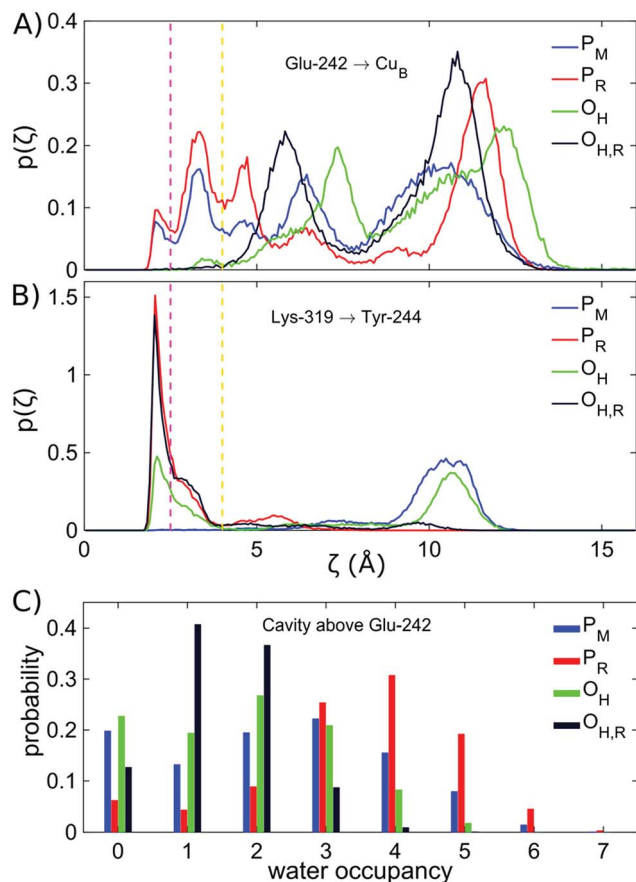 A)
0.4
0.3
0.2
0.1
0
p(ζ)
Glu-242 → CuB
PM
PR
OH
OH,R
B)
1.5
1
0.5
0
p(ζ)
Lys-319 → Tyr-244
PM
PR
OH
OH,R
0 5 10 15
ζ (Å)
C)
0.4
0.3
0.2
0.1
0
probability
Cavity above Glu-242
PM
PR
OH
OH,R
0 1 2 3 4 5 6 7
water occupancy